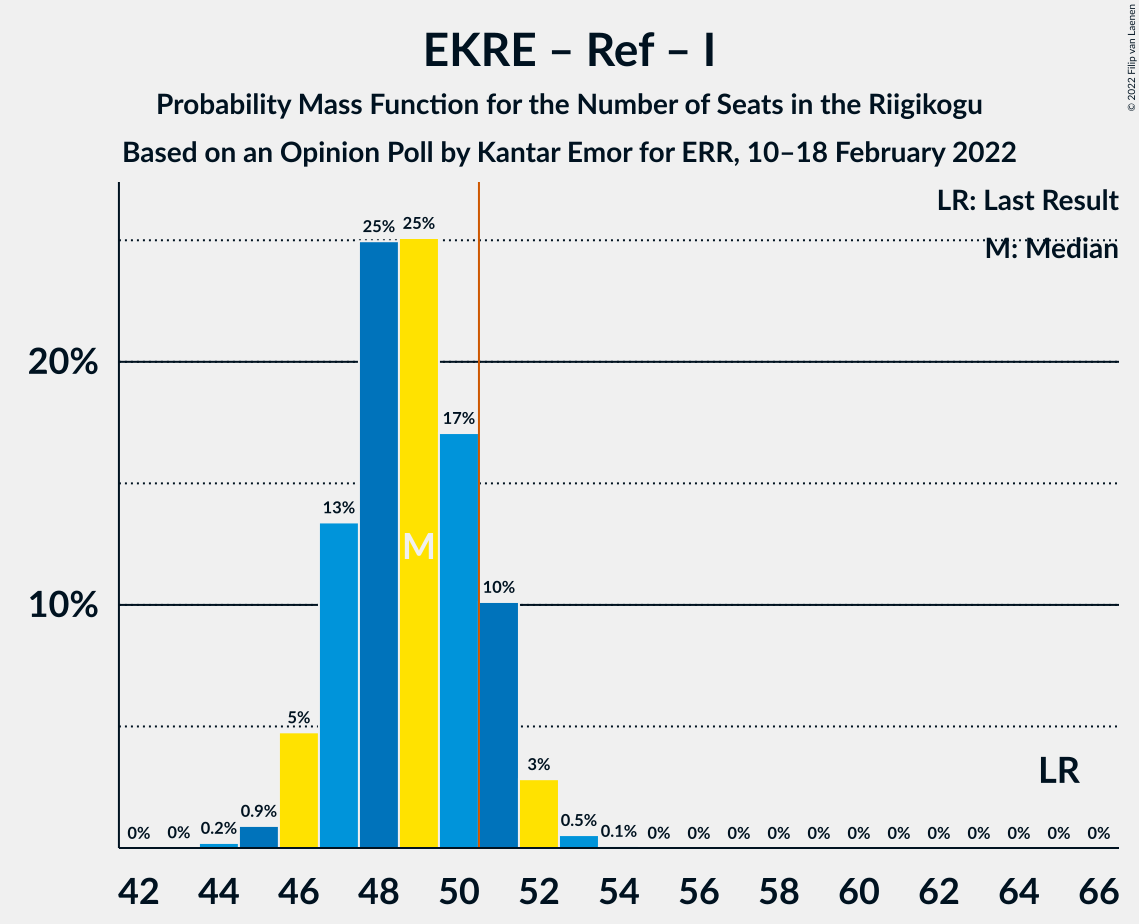 EKRE – Ref – I
Probability Mass Function for the Number of Seats in the Riigikogu
Based on an Opinion Poll by Kantar Emor for ERR, 10–18 February 2022
© 2022 Filip van Laenen
LR: Last Result
M: Median
20%
10%
0% 0% 0.2% 0.9% 5% 13% 25% 25% 17% 10% 3% 0.5% 0.1% 0% 0% 0% 0% 0% 0% 0% 0% 0% 0% 0% 0%
M
LR
42 44 46 48 50 52 54 56 58 60 62 64 66